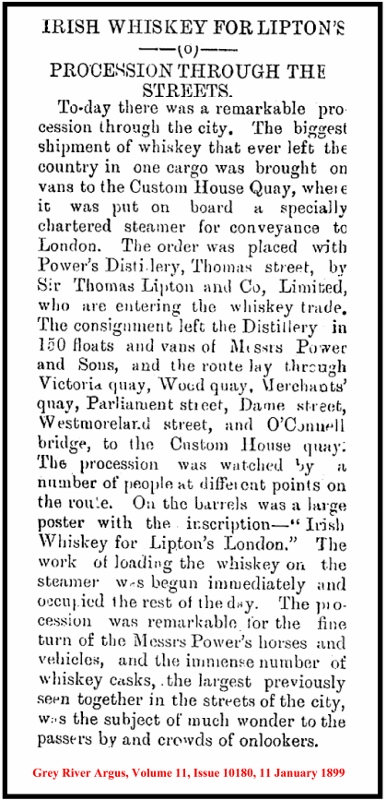 IRISH WHISKEY FOR LIPTON'S
—(o)—
PROCESSION THROUGH THE
STREETS.
To-day there was a remarkable pro
cession through the city. The biggest
shipment of whiskey that ever left the
country in one cargo was brought on
vans to the Custom House Quay, where
it was put on board a specially
chartered steamer for conveyance to
London. The order was placed with
Power's Distillery, Thomas street, by
Sir Thomas Lipton and Co, Limited,
who are entering the whiskey trade.
The consignment left the Distillery in
150 floats and vans of Messrs Power
and Sons, and the route lay through
Victoria quay, Wood quay, Merchants'
quay, Parliament street, Dame street,
Westmoreland street, and O'Connell
bridge, to the Custom House quay.
The procession was watched by a
number of people at different points on
the route. On the barrels was a large
poster with the inscription—"Irish
Whiskey for Lipton's London." The
work of loading the whiskey on the
steamer was begun immediately and
occupied the rest of the day. The pro-
cession was remarkable for the fine
turn of the Messrs Power's horses and
vehicles, and the immense number of
whiskey casks, the largest previously
seen together in the streets of the city,
was the subject of much wonder to the
passers by and crowds of onlookers.
Grey River Argus, Volume 11, Issue 10180, 11 January 1899